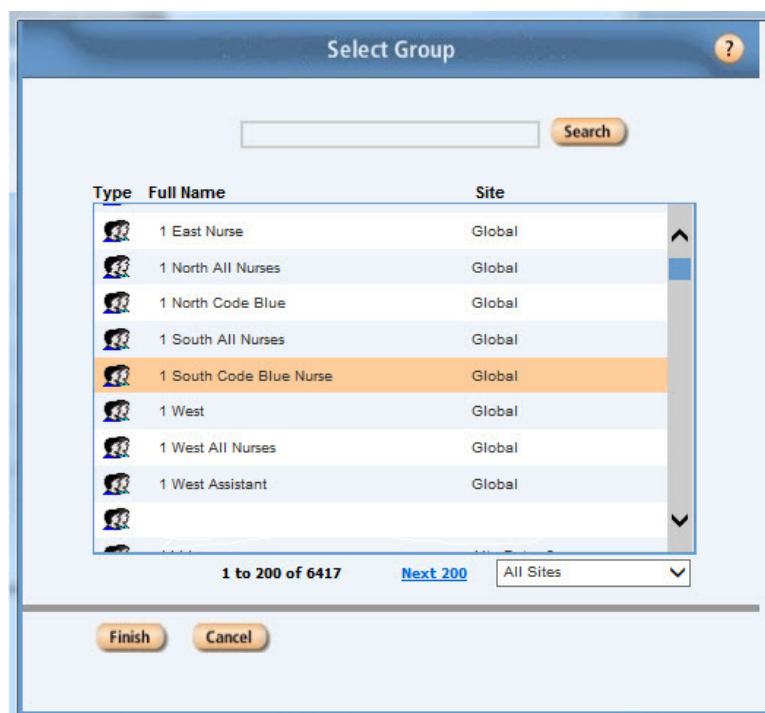 Select Group
?
Search
Type Full Name Site
1 East Nurse Global
1 North All Nurses Global
1 North Code Blue Global
1 South All Nurses Global
1 South Code Blue Nurse Global
1 West Global
1 West All Nurses Global
1 West Assistant Global
1 to 200 of 6417 Next 200 All Sites
Finish Cancel